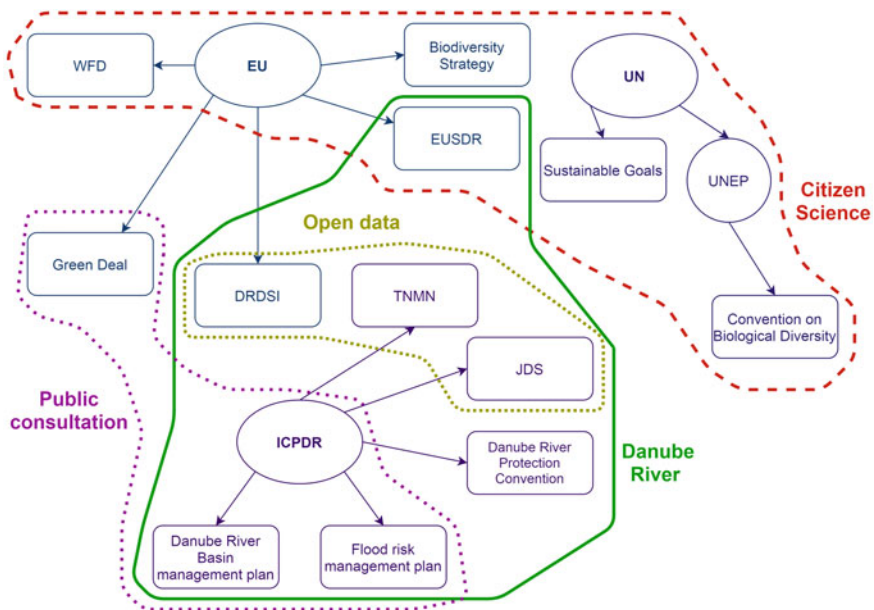 WFD
EU
Biodiversity
Strategy
UN
EUSDR
Sustainable Goals
UNEP
Citizen
Science
Open data
Green Deal
DRDSI
TNMN
Convention on
Biological Diversity
JDS
Public
consultation
ICPDR
Danube River
Protection
Convention
Danube
River
Danube River
Basin
management plan
Flood risk
management plan